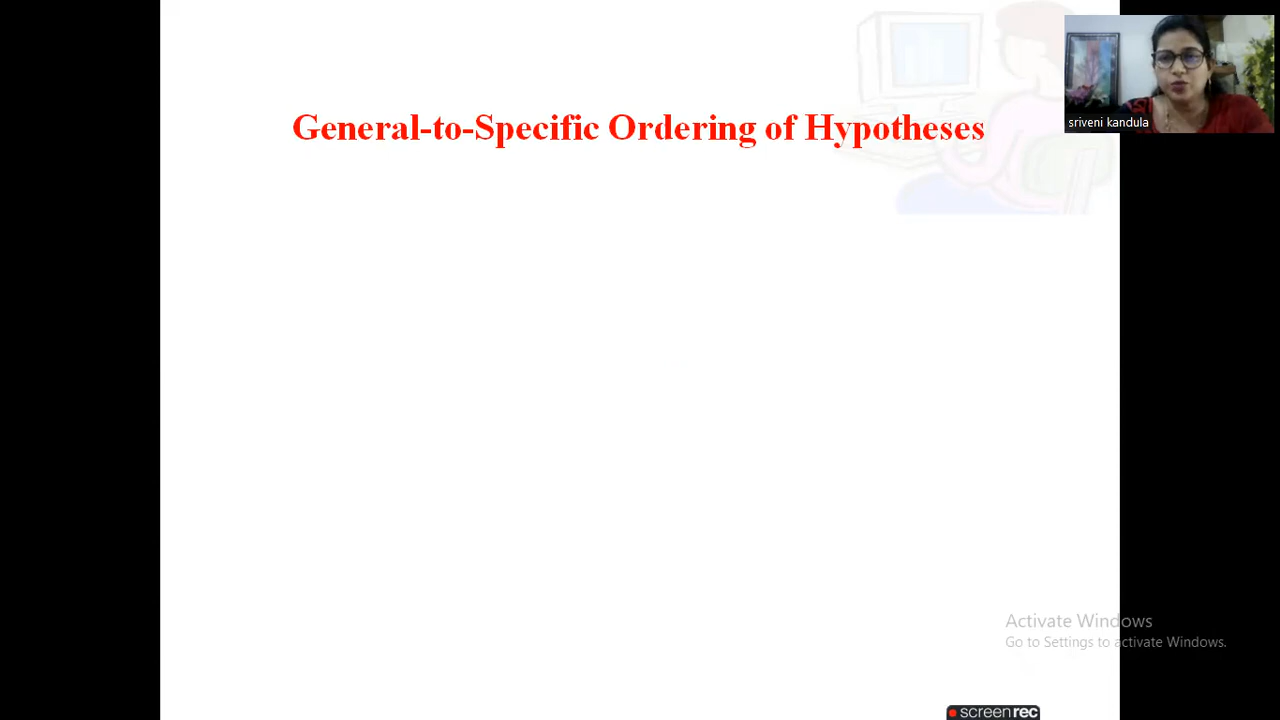 General-to-Specific Ordering of Hypotheses
sriveni kandula
Activate Windows
Go to Settings to activate Windows.
screenrec